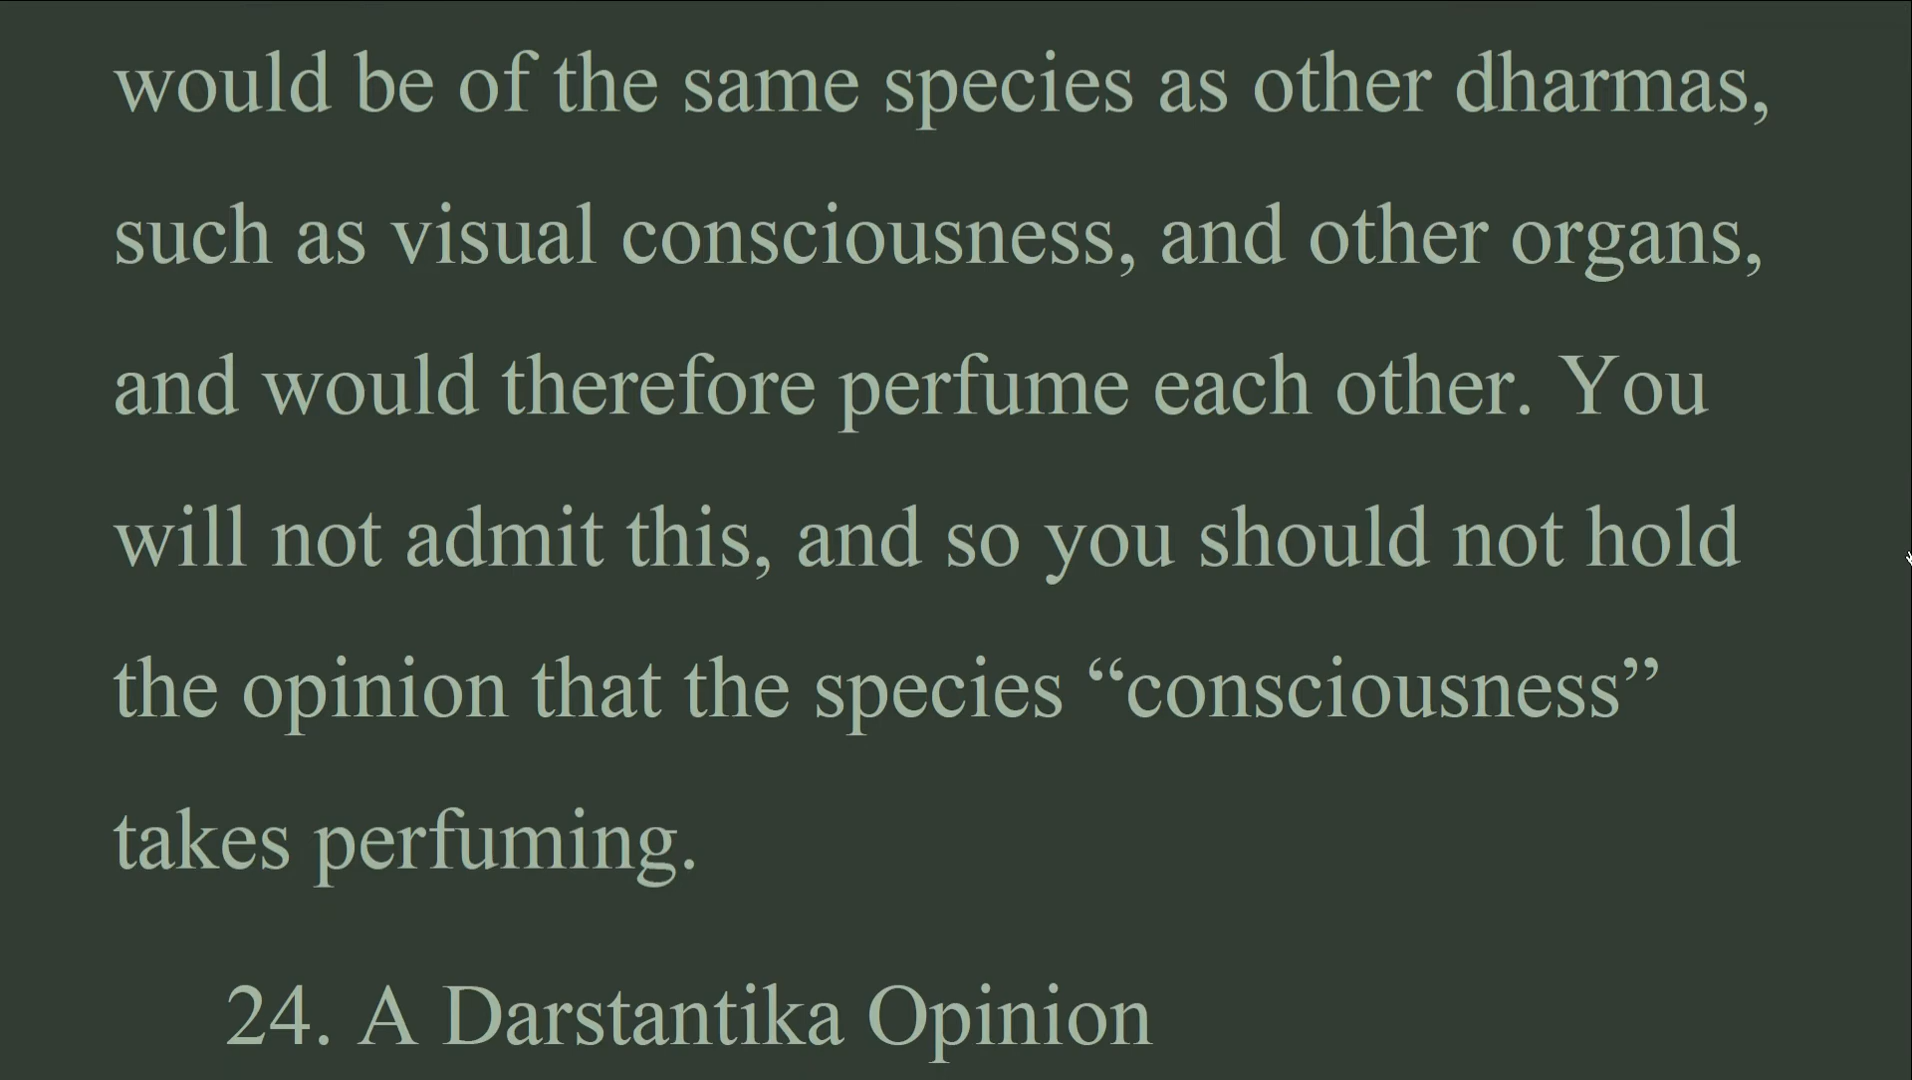 would be of the same species as other dharmas,
such as visual consciousness, and other organs,
and would therefore perfume each other. You
will not admit this, and so you should not hold
the opinion that the species “consciousness”
takes perfuming.
24. A Darstantika Opinion